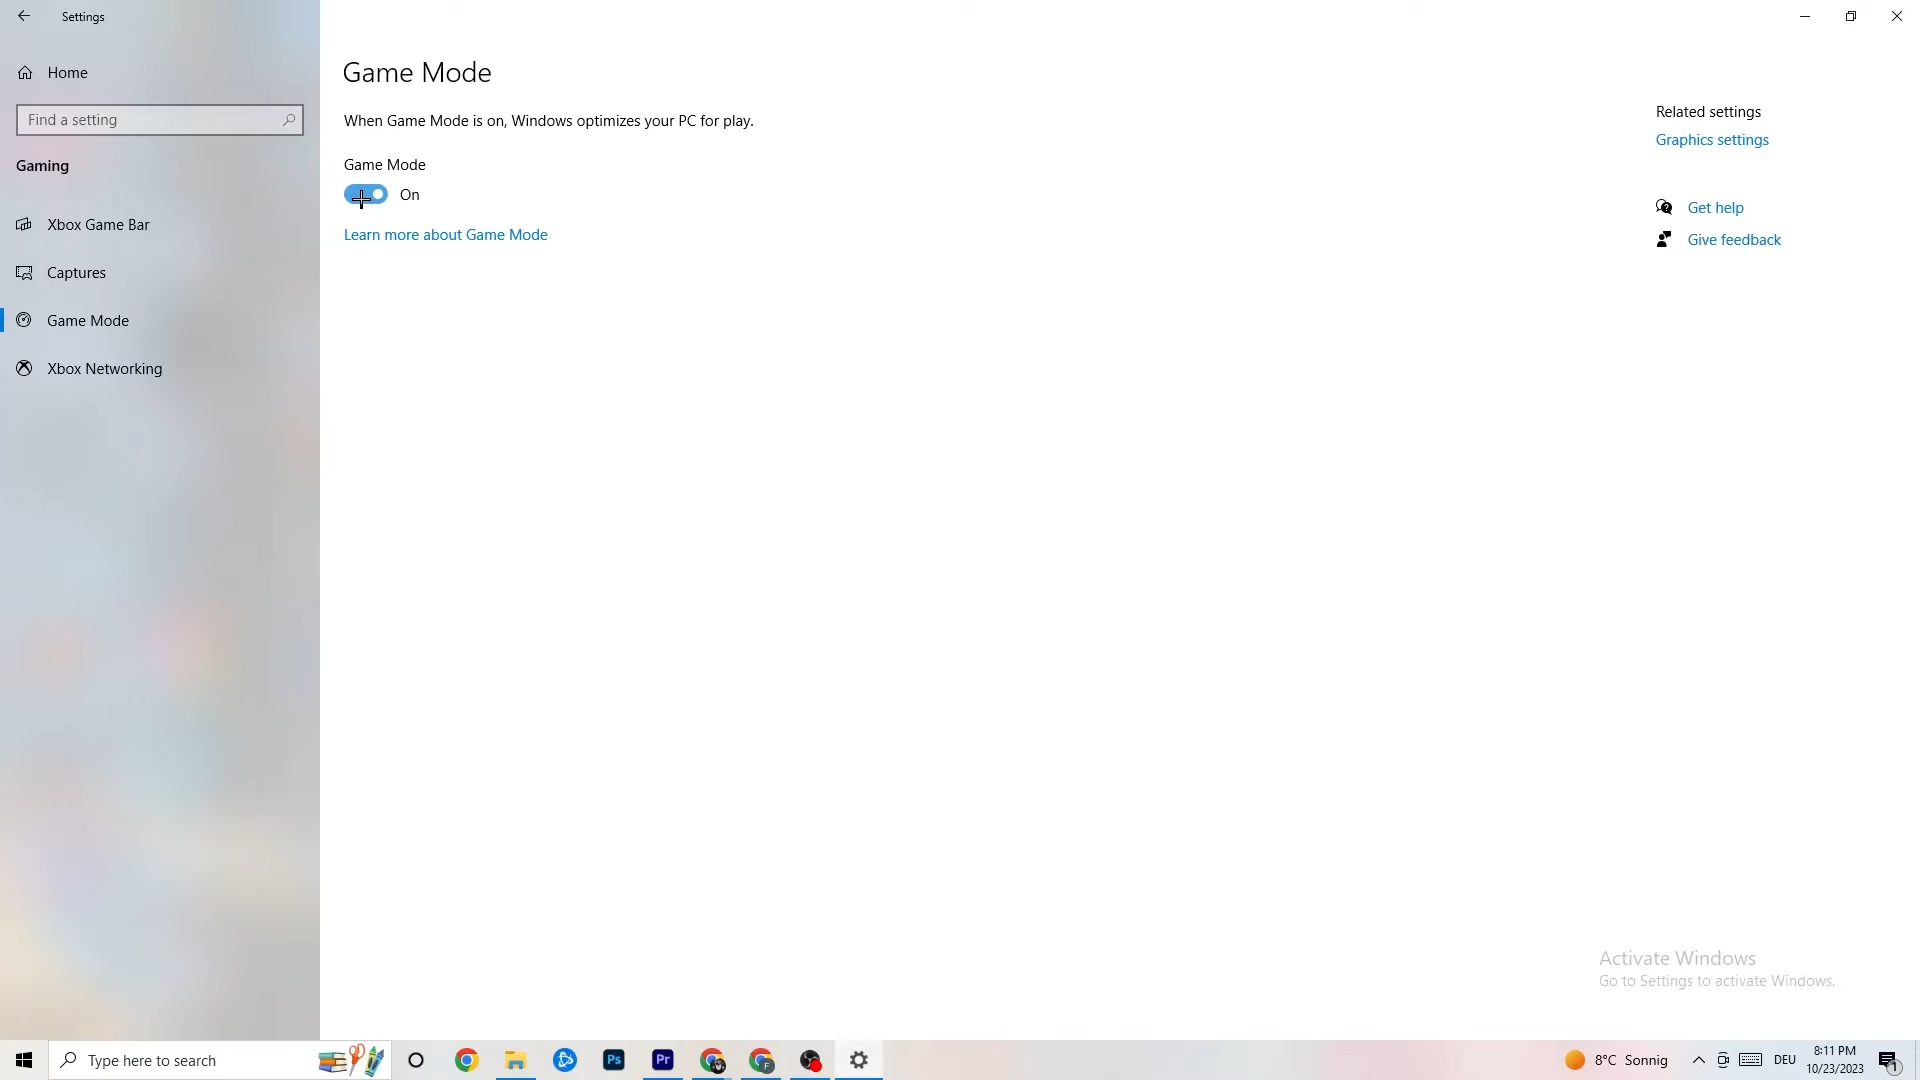 Settings
Home
Find a setting
Gaming
Xbox Game Bar
Captures
Game Mode
Xbox Networking
Game Mode
When Game Mode is on, Windows optimizes your PC for play.
Game Mode
On
Learn more about Game Mode
Related settings
Graphics settings
Get help
Give feedback
Activate Windows
Go to Settings to activate Windows.
Type here to search
Ps
Pr
F
8°C Sonnig
DEU
8:11 PM
10/23/2023
1